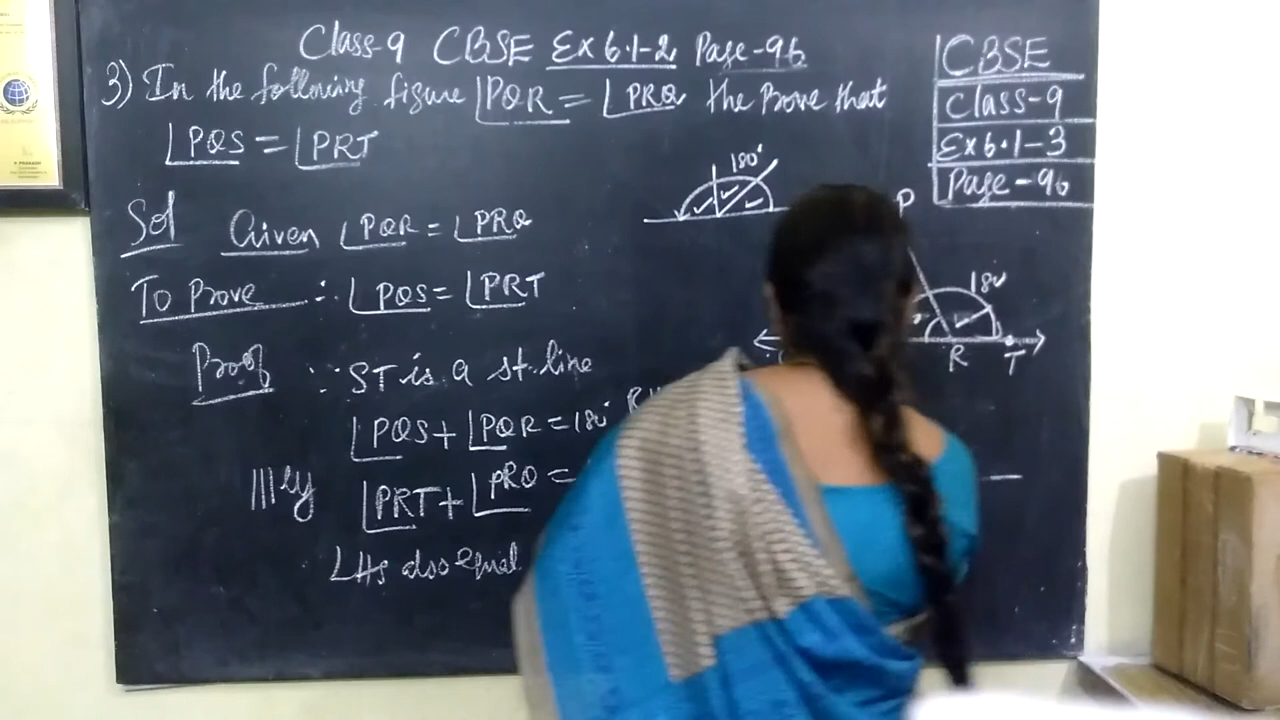 Class-9 CBSE Ex 6.1-2 Page-96
3) In the following figure ∠PQR = ∠PRQ the Prove that
∠PQS = ∠PRT
Sol Given ∠PQR = ∠PRQ
To Prove ∴ ∠PQS = ∠PRT
Proof ∵ ST is a st. line
∠PQS + ∠PQR = 180°
|||ly ∠PRT + ∠PRQ =
LHs also equal
180°
P
180
R
T
CBSE
Class-9
Ex 6.1-3
Page-96